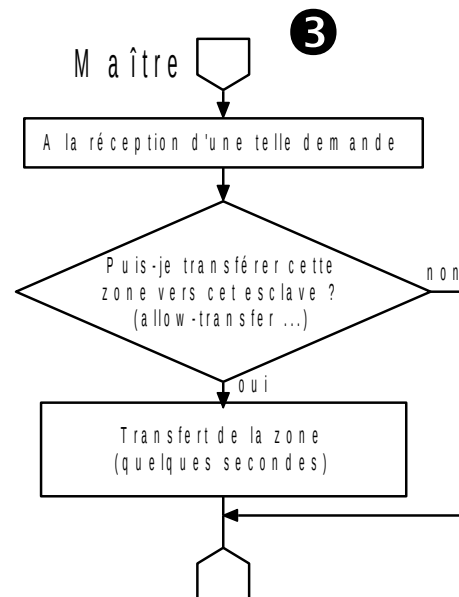 ❸
Maître
A la réception d'une telle demande
Puis-je transférer cette
zone vers cet esclave ?
(allow-transfer ...)
non
oui
Transfert de la zone
(quelques secondes)